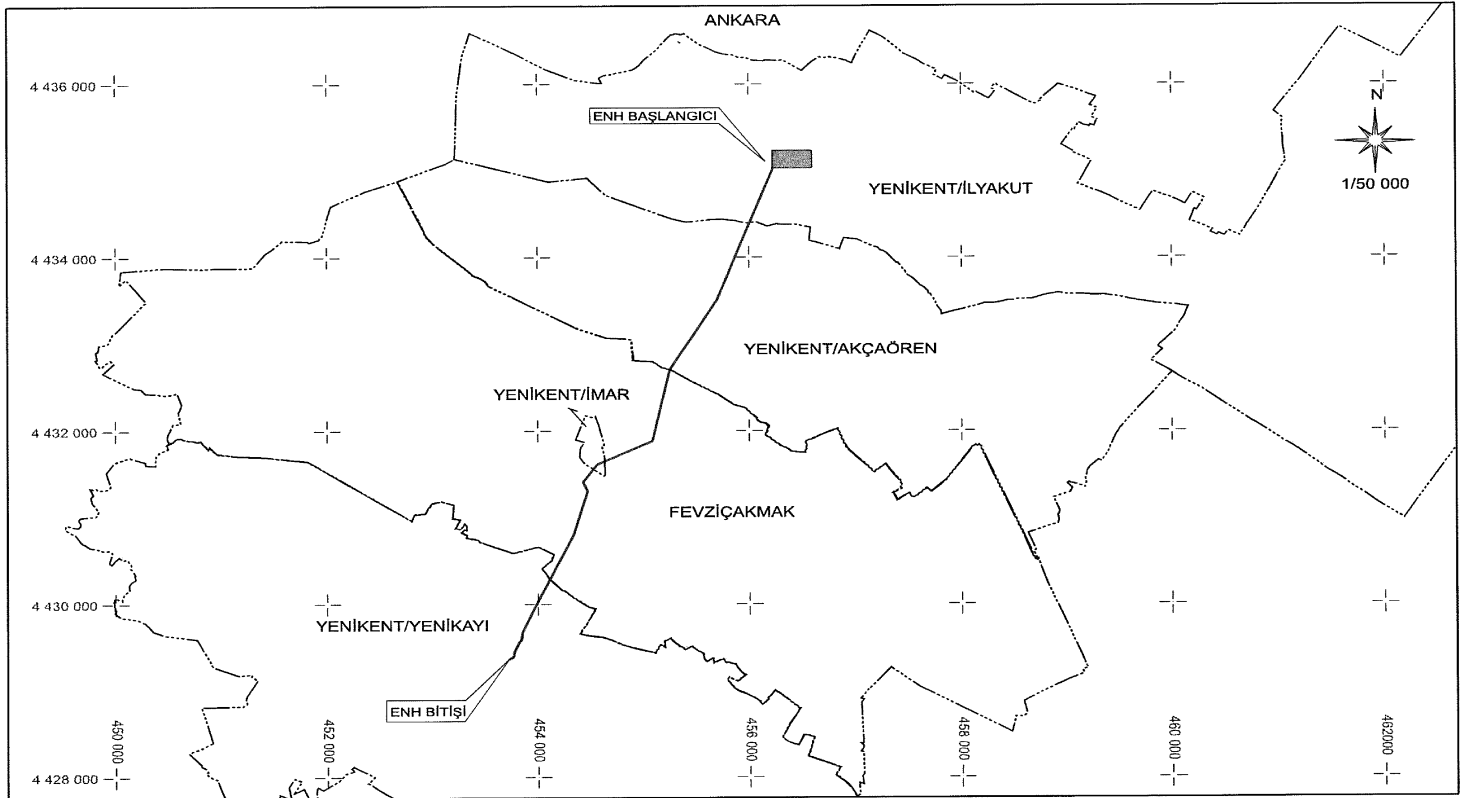 ANKARA
4 436 000
N
ENH BAŞLANGICI
1/50 000
YENİKENT/İLYAKUT
4 434 000
YENİKENT/AKÇAÖREN
YENİKENT/İMAR
4 432 000
FEVZİÇAKMAK
4 430 000
YENİKENT/YENİKAYI
ENH BİTİŞİ
450 000
452 000
454 000
456 000
458 000
460 000
462000
4 428 000